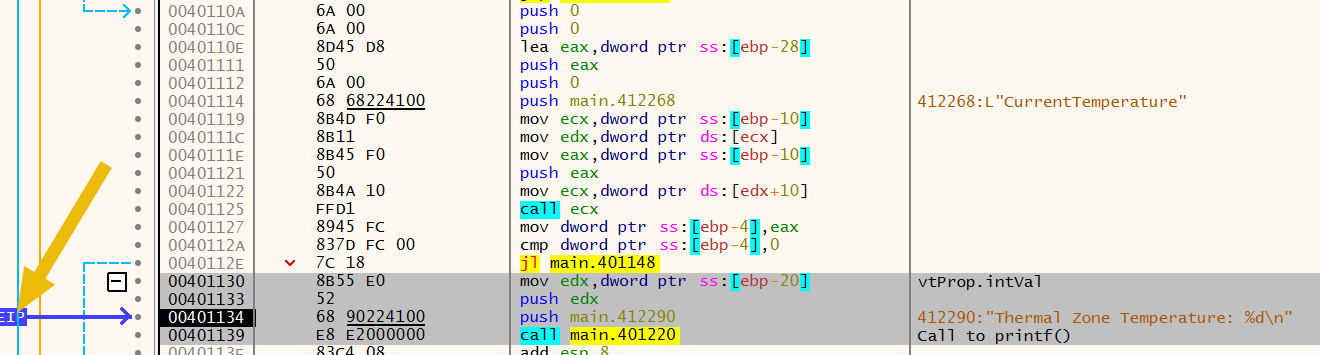 0040110A 6A 00 push 0
0040110C 6A 00 push 0
0040110E 8D45 D8 lea eax,dword ptr ss:[ebp-28]
00401111 50 push eax
00401112 6A 00 push 0
00401114 68 68224100 push main.412268 412268:L"CurrentTemperature"
00401119 8B4D F0 mov ecx,dword ptr ss:[ebp-10]
0040111C 8B11 mov edx,dword ptr ds:[ecx]
0040111E 8B45 F0 mov eax,dword ptr ss:[ebp-10]
00401121 50 push eax
00401122 8B4A 10 mov ecx,dword ptr ds:[edx+10]
00401125 FFD1 call ecx
00401127 8945 FC mov dword ptr ss:[ebp-4],eax
0040112A 837D FC 00 cmp dword ptr ss:[ebp-4],0
0040112E 7C 18 jl main.401148
00401130 8B55 E0 mov edx,dword ptr ss:[ebp-20] vtProp.intVal
00401133 52 push edx
EIP 00401134 68 90224100 push main.412290 412290:"Thermal Zone Temperature: %d\n"
00401139 E8 E2000000 call main.401220 Call to printf()
0040113E 83C4 08 add esp,8